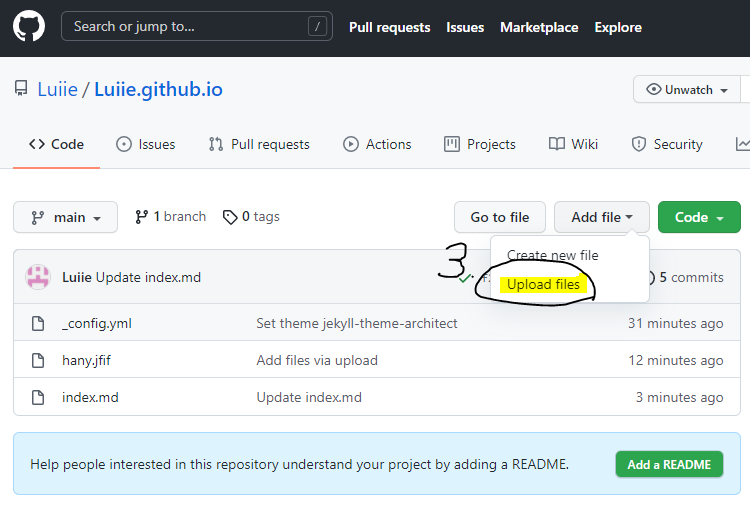 Search or jump to... /
Pull requests Issues Marketplace Explore
Luiie / Luiie.github.io
Unwatch
Code Issues Pull requests Actions Projects Wiki Security
main 1 branch 0 tags
Go to file Add file Code
Create new file
Upload files
3.
Luiie Update index.md
5 commits
_config.yml Set theme jekyll-theme-architect 31 minutes ago
hany.jfif Add files via upload 12 minutes ago
index.md Update index.md 3 minutes ago
Help people interested in this repository understand your project by adding a README. Add a README